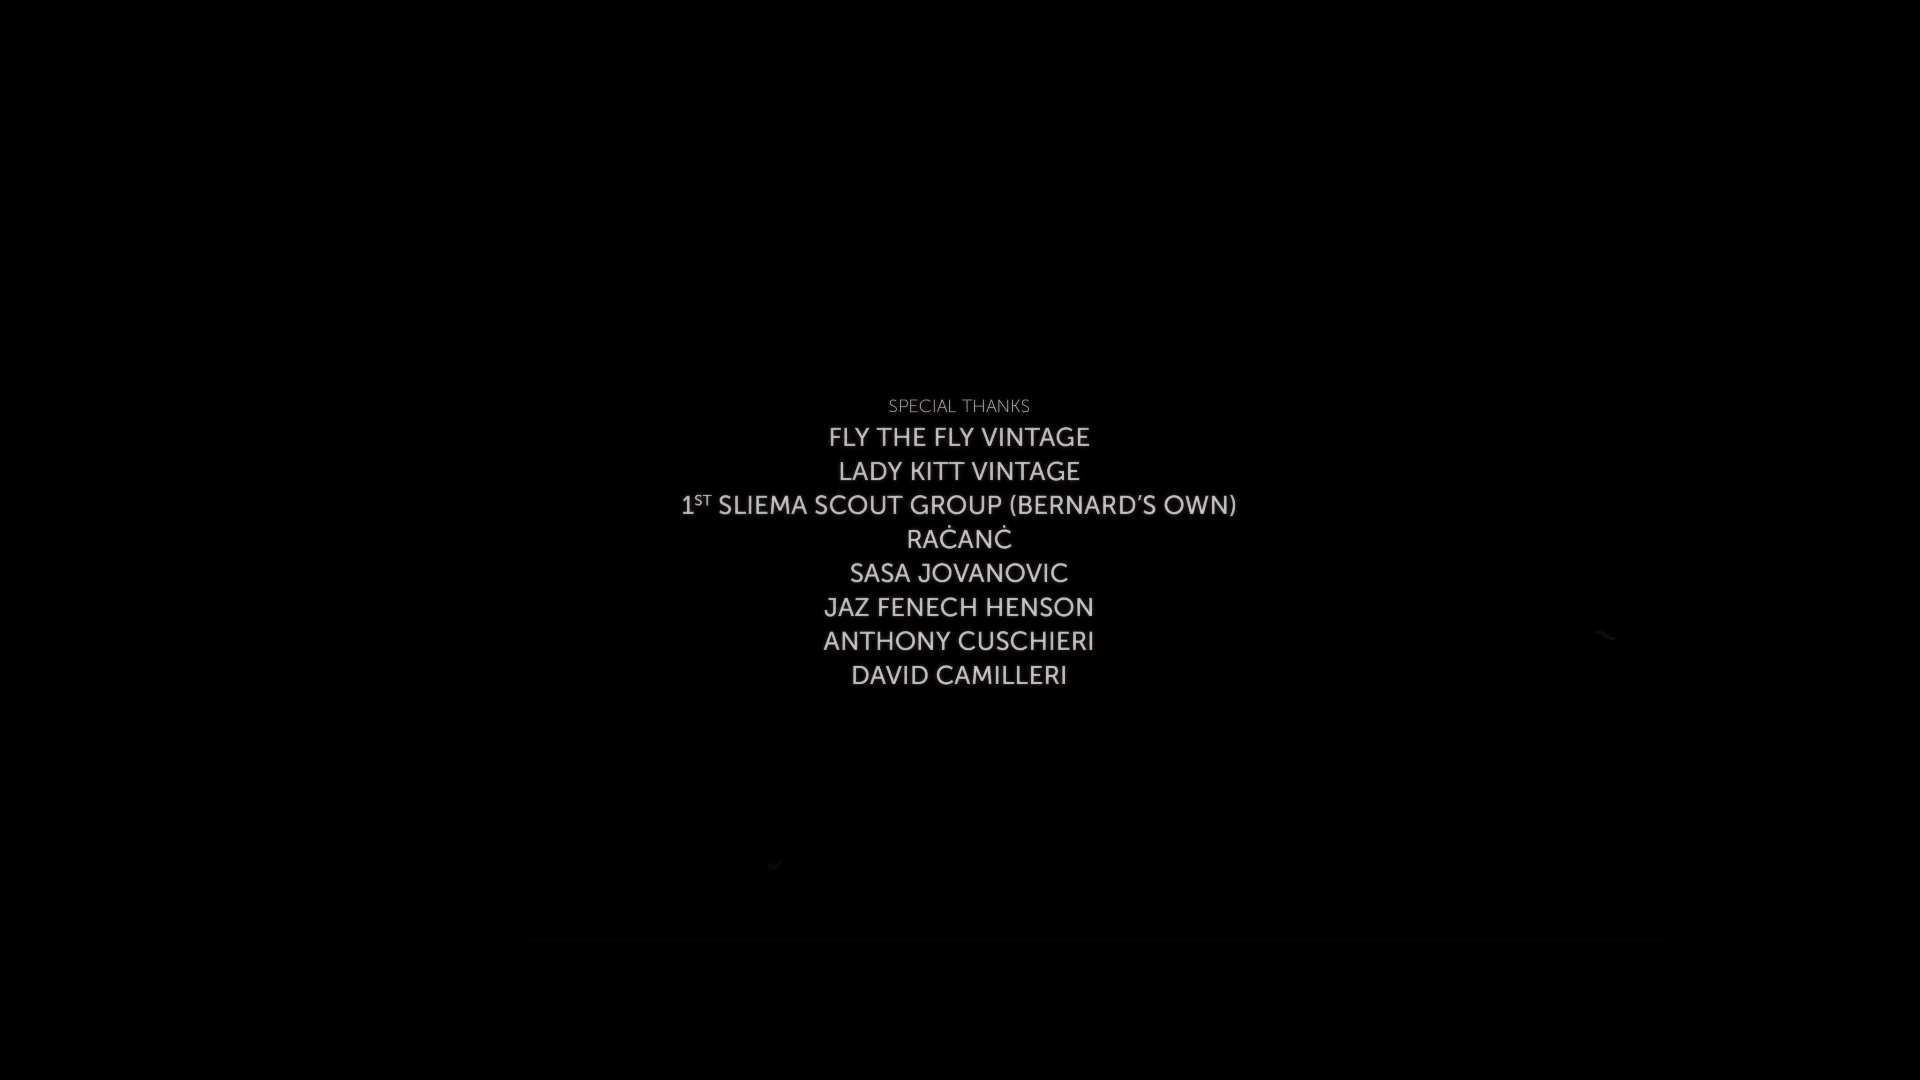 SPECIAL THANKS
FLY THE FLY VINTAGE
LADY KITT VINTAGE
1ST SLIEMA SCOUT GROUP (BERNARD’S OWN)
RAĊANĊ
SASA JOVANOVIC
JAZ FENECH HENSON
ANTHONY CUSCHIERI
DAVID CAMILLERI